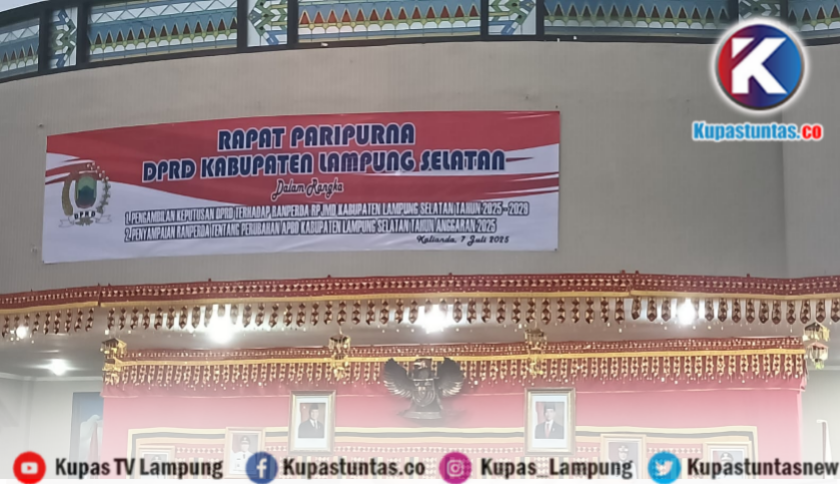 Kupastuntas.co
RAPAT PARIPURNA
DPRD KABUPATEN LAMPUNG SELATAN
Dalam Rangka
1.PENGAMBILAN KEPUTUSAN DPRD TERHADAP RANPERDA RPJMD KABUPATEN LAMPUNG SELATAN TAHUN 2025-2029
2.PENYAMPAIAN RANPERDA TENTANG PERUBAHAN APBD KABUPATEN LAMPUNG SELATAN TAHUN ANGGARAN 2025
Kalianda, 7 Juli 2025
DPRD
Kupas TV Lampung Kupastuntas.co Kupas_Lampung Kupastuntasnew